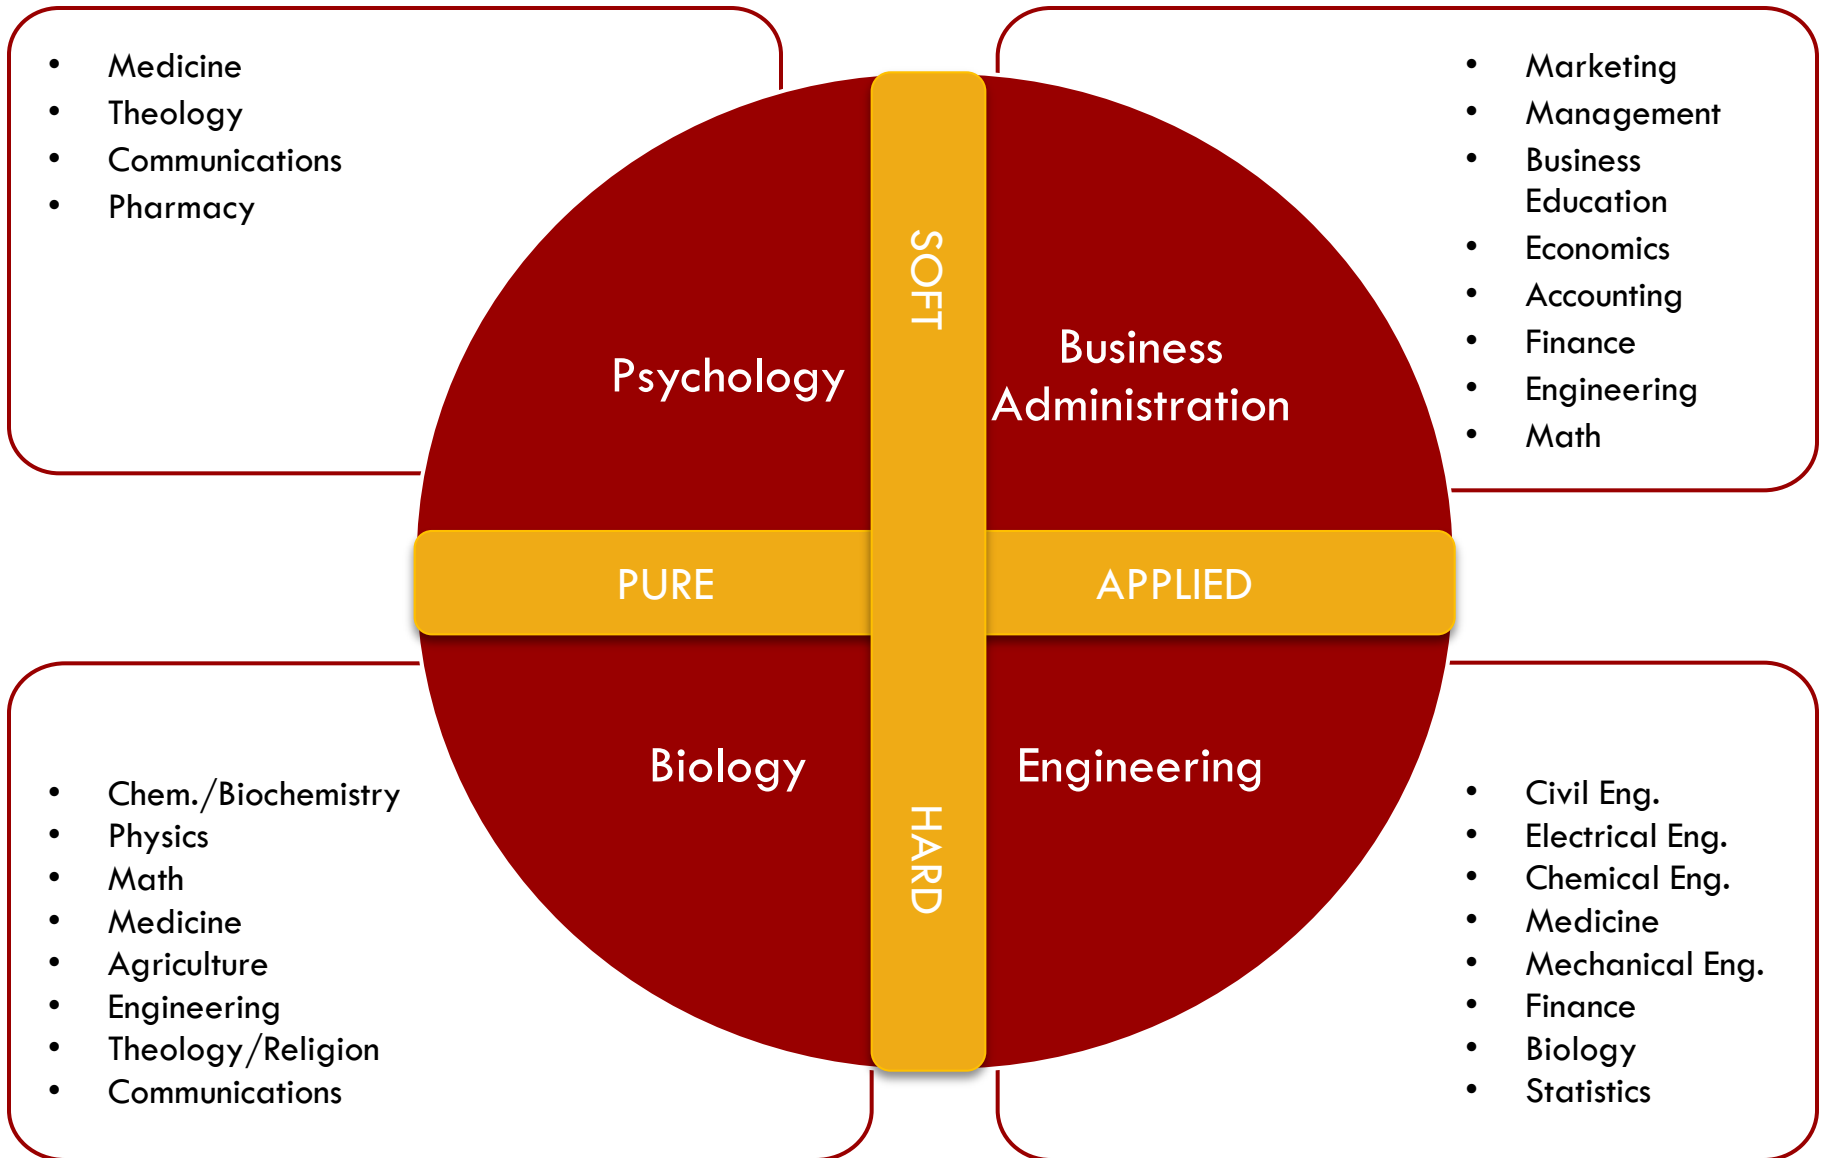 • Medicine
• Theology
• Communications
• Pharmacy
• Marketing
• Management
• Business
Education
• Economics
• Accounting
• Finance
• Engineering
• Math
SOFT
Psychology
Business
Administration
PURE
APPLIED
Biology
Engineering
HARD
• Chem./Biochemistry
• Physics
• Math
• Medicine
• Agriculture
• Engineering
• Theology/Religion
• Communications
• Civil Eng.
• Electrical Eng.
• Chemical Eng.
• Medicine
• Mechanical Eng.
• Finance
• Biology
• Statistics